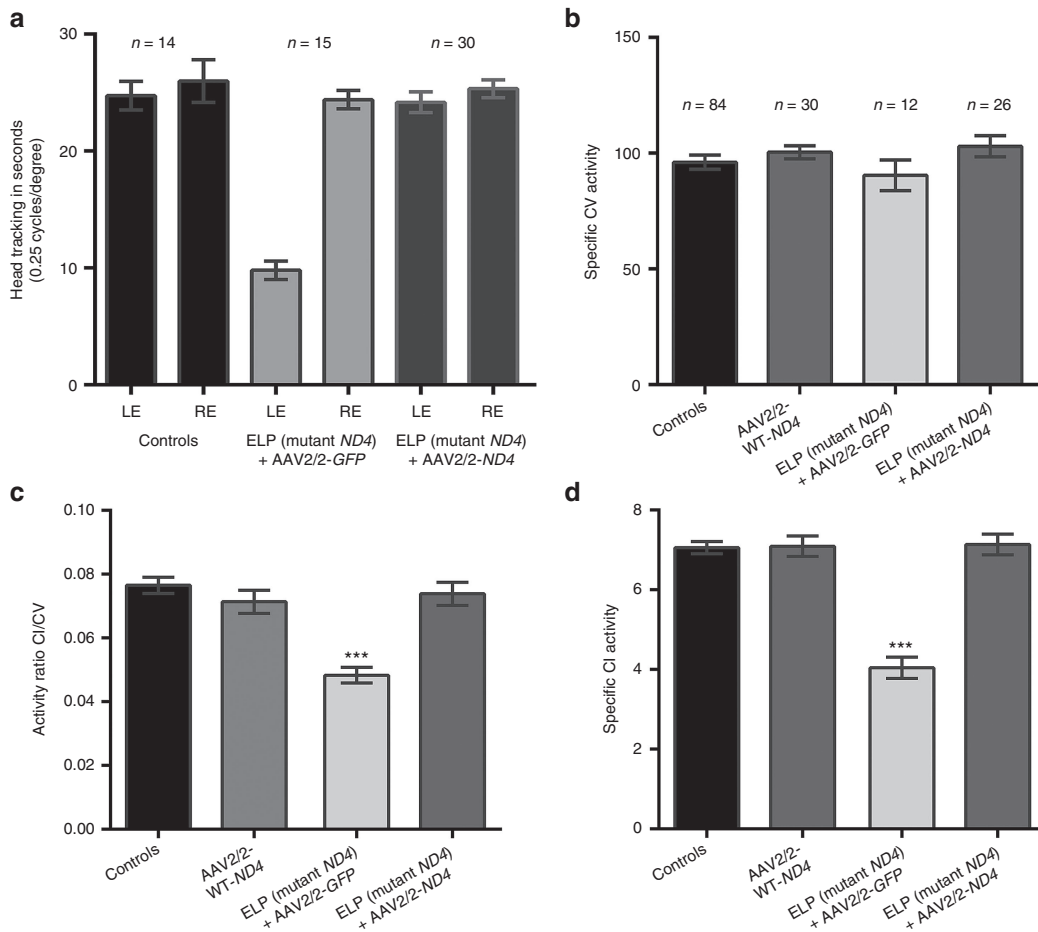 a
30
20
10
0
Head tracking in seconds
(0.25 cycles/degree)
n = 14
n = 15
n = 30
LE
RE
LE
RE
LE
RE
Controls
ELP (mutant ND4)
+ AAV2/2-GFP
ELP (mutant ND4)
+ AAV2/2-ND4
b
150
100
50
0
Specific CV activity
n = 84
n = 30
n = 12
n = 26
Controls
AAV2/2-
WT-ND4
ELP (mutant ND4)
+ AAV2/2-GFP
ELP (mutant ND4)
+ AAV2/2-ND4
c
0.10
0.08
0.06
0.04
0.02
0.00
Activity ratio CI/CV
***
Controls
AAV2/2-
WT-ND4
ELP (mutant ND4)
+ AAV2/2-GFP
ELP (mutant ND4)
+ AAV2/2-ND4
d
8
6
4
2
0
Specific CI activity
***
Controls
AAV2/2-
WT-ND4
ELP (mutant ND4)
+ AAV2/2-GFP
ELP (mutant ND4)
+ AAV2/2-ND4